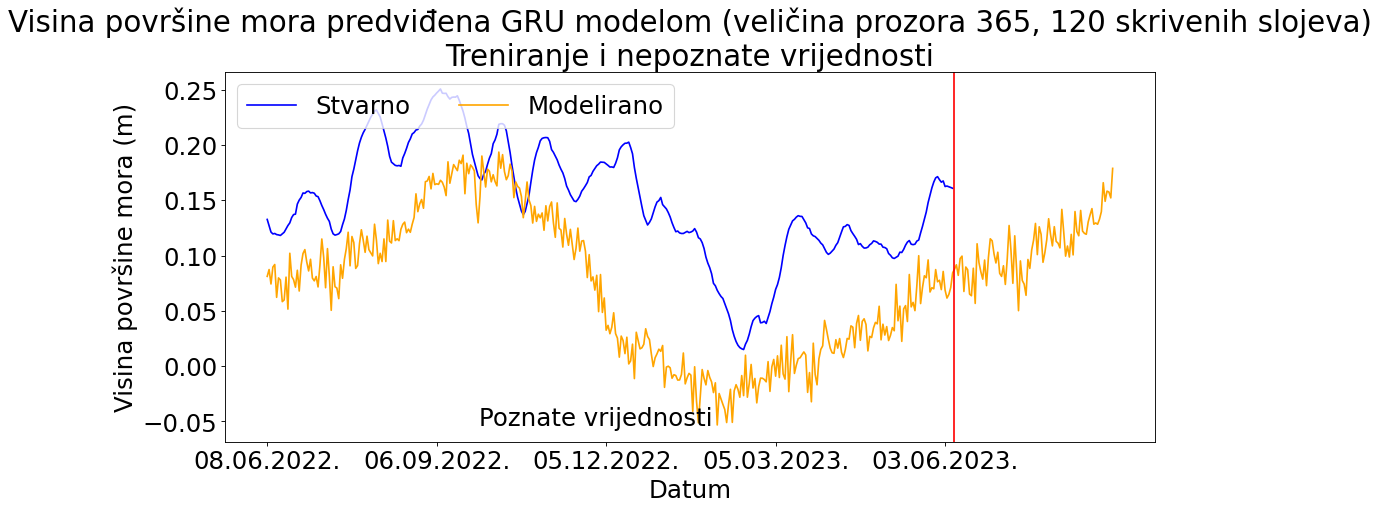 Visina površine mora predviđena GRU modelom (veličina prozora 365, 120 skrivenih slojeva)
Treniranje i nepoznate vrijednosti
Stvarno
Modelirano
Visina površine mora (m)
0.25
0.20
0.15
0.10
0.05
0.00
−0.05
Poznate vrijednosti
08.06.2022.
06.09.2022.
05.12.2022.
05.03.2023.
03.06.2023.
Datum